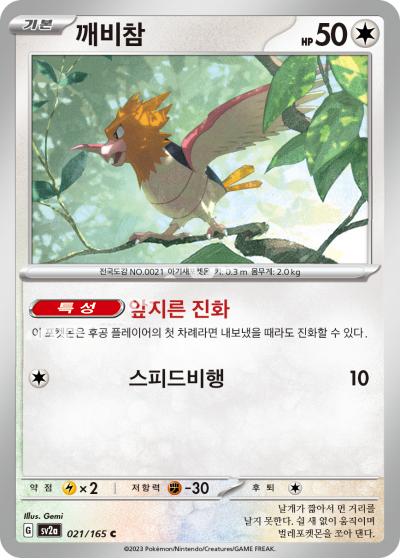 기본 깨비참 HP 50
전국도감 NO.0021 아기새포켓몬 키: 0.3 m 몸무게: 2.0 kg
특성 앞지른 진화
이 포켓몬은 후공 플레이어의 첫 차례라면 내보냈을 때라도 진화할 수 있다.
스피드비행 10
약점 ×2 저항력 -30 후퇴
Illus. Gemi
G sv2a 021/165 C
날개가 짧아서 먼 거리를
날지 못한다. 쉴 새 없이 움직이며
벌레포켓몬을 쪼아 댄다.
©2023 Pokémon/Nintendo/Creatures/GAME FREAK.